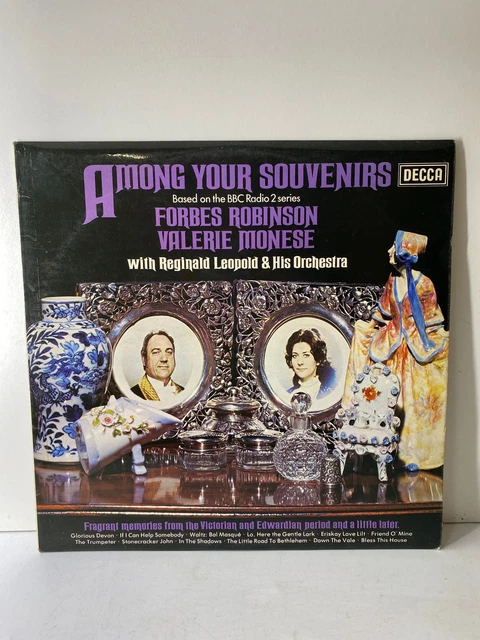 AMONG YOUR SOUVENIRS
DECCA
Based on the BBC Radio 2 series
FORBES ROBINSON
VALERIE MONESE
with Reginald Leopold & His Orchestra
Fragrant memories from the Victorian and Edwardian period and a little later.
Glorious Devon · If I Can Help Somebody · Waltz: Bal Masqué · Lo, Here the Gentle Lark · Eriskay Love Lilt · Friend O' Mine
The Trumpeter · Stonecracker John · In The Shadows · The Little Road To Bethlehem · Down The Vale · Bless This House